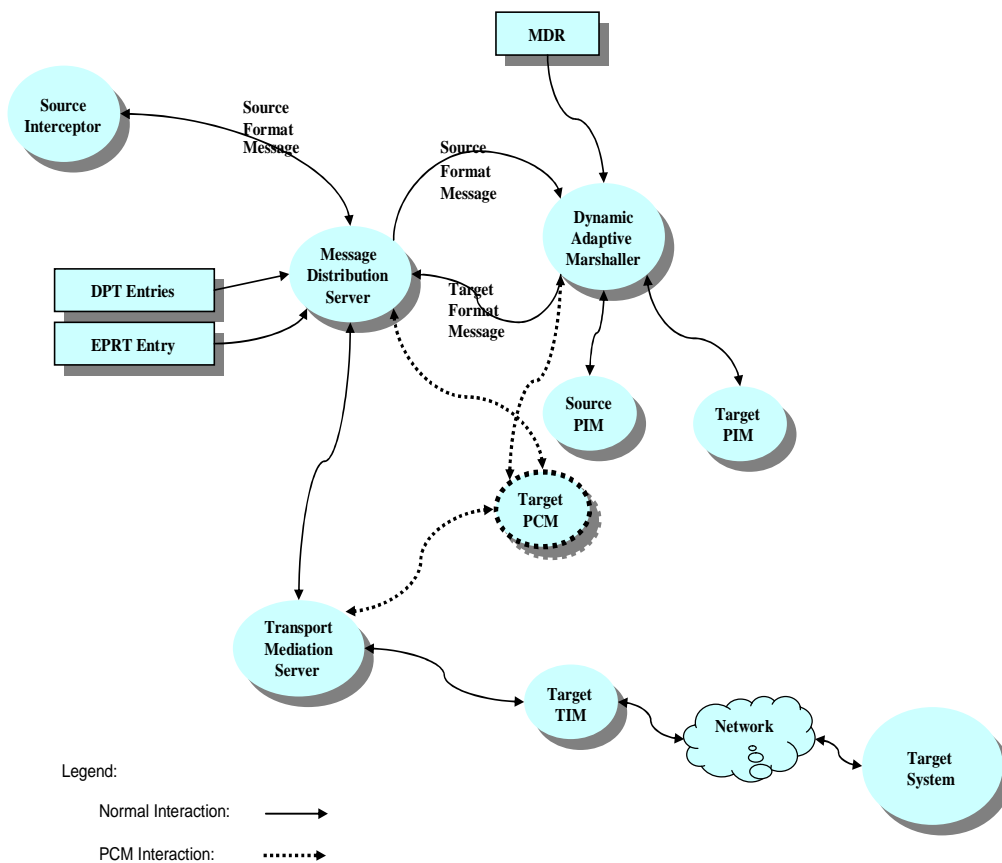 MDR
Source
Interceptor
Source
Format
Message
Source
Format
Message
Dynamic
Adaptive
Marshaller
Message
Distribution
Server
DPT Entries
EPRT Entry
Target
Format
Message
Source
PIM
Target
PIM
Target
PCM
Transport
Mediation
Server
Target
TIM
Network
Target
System
Legend:
Normal Interaction:
PCM Interaction: